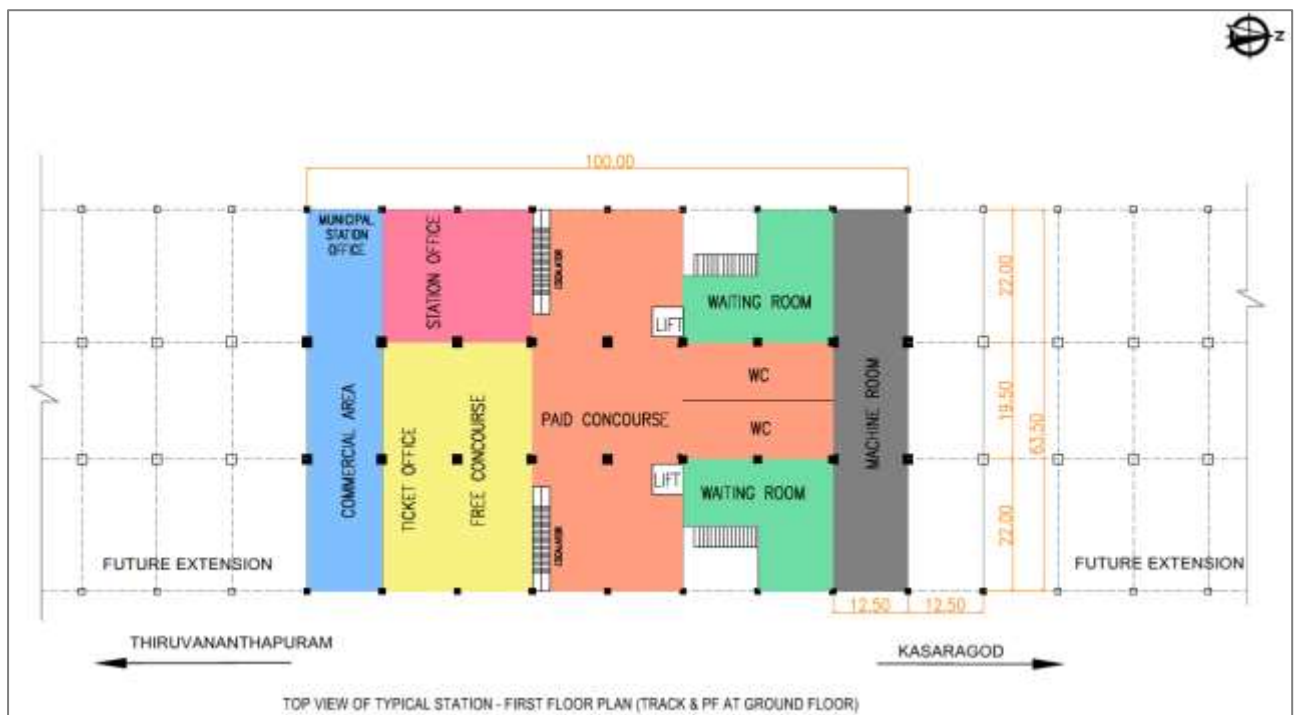 Z
100.00
MUNICIPAL
STATION
OFFICE
STATION OFFICE
ESCALATOR
WAITING ROOM
LIFT
22.00
WC
WC
PAID CONCOURSE
MACHINE ROOM
19.50
63.50
COMMERCIAL AREA
TICKET OFFICE
FREE CONCOURSE
LIFT
WAITING ROOM
ESCALATOR
22.00
FUTURE EXTENSION
FUTURE EXTENSION
12.50
12.50
THIRUVANANTHAPURAM
KASARAGOD
TOP VIEW OF TYPICAL STATION - FIRST FLOOR PLAN (TRACK & PF AT GROUND FLOOR)